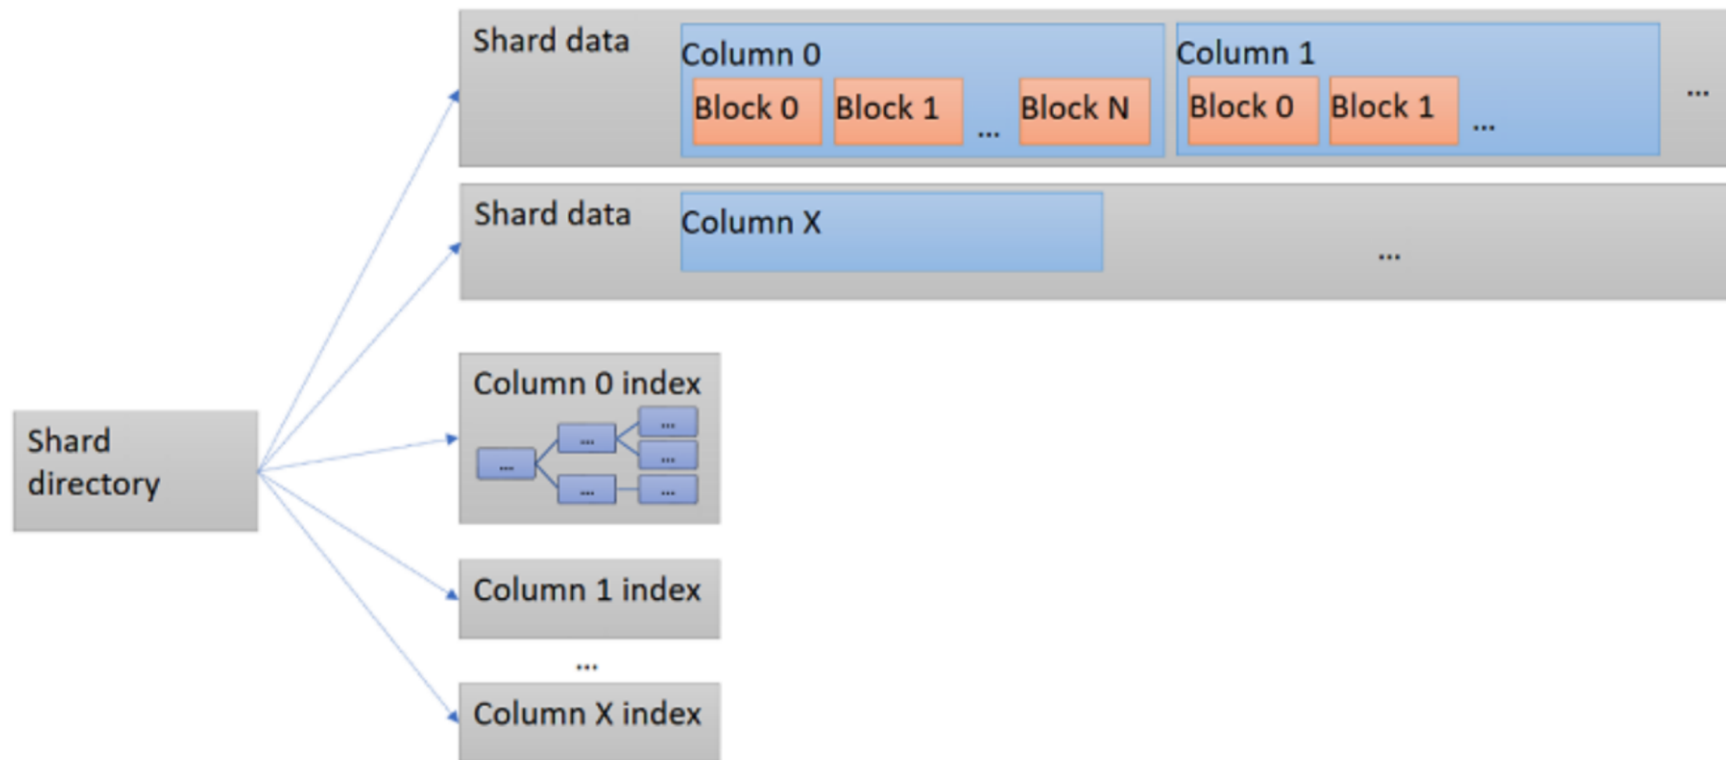 Shard data
Column 0
Block 0
Block 1
...
Block N
Column 1
Block 0
Block 1
...
...
Shard data
Column X
...
Shard
directory
Column 0 index
...
...
...
...
...
...
Column 1 index
...
Column X index